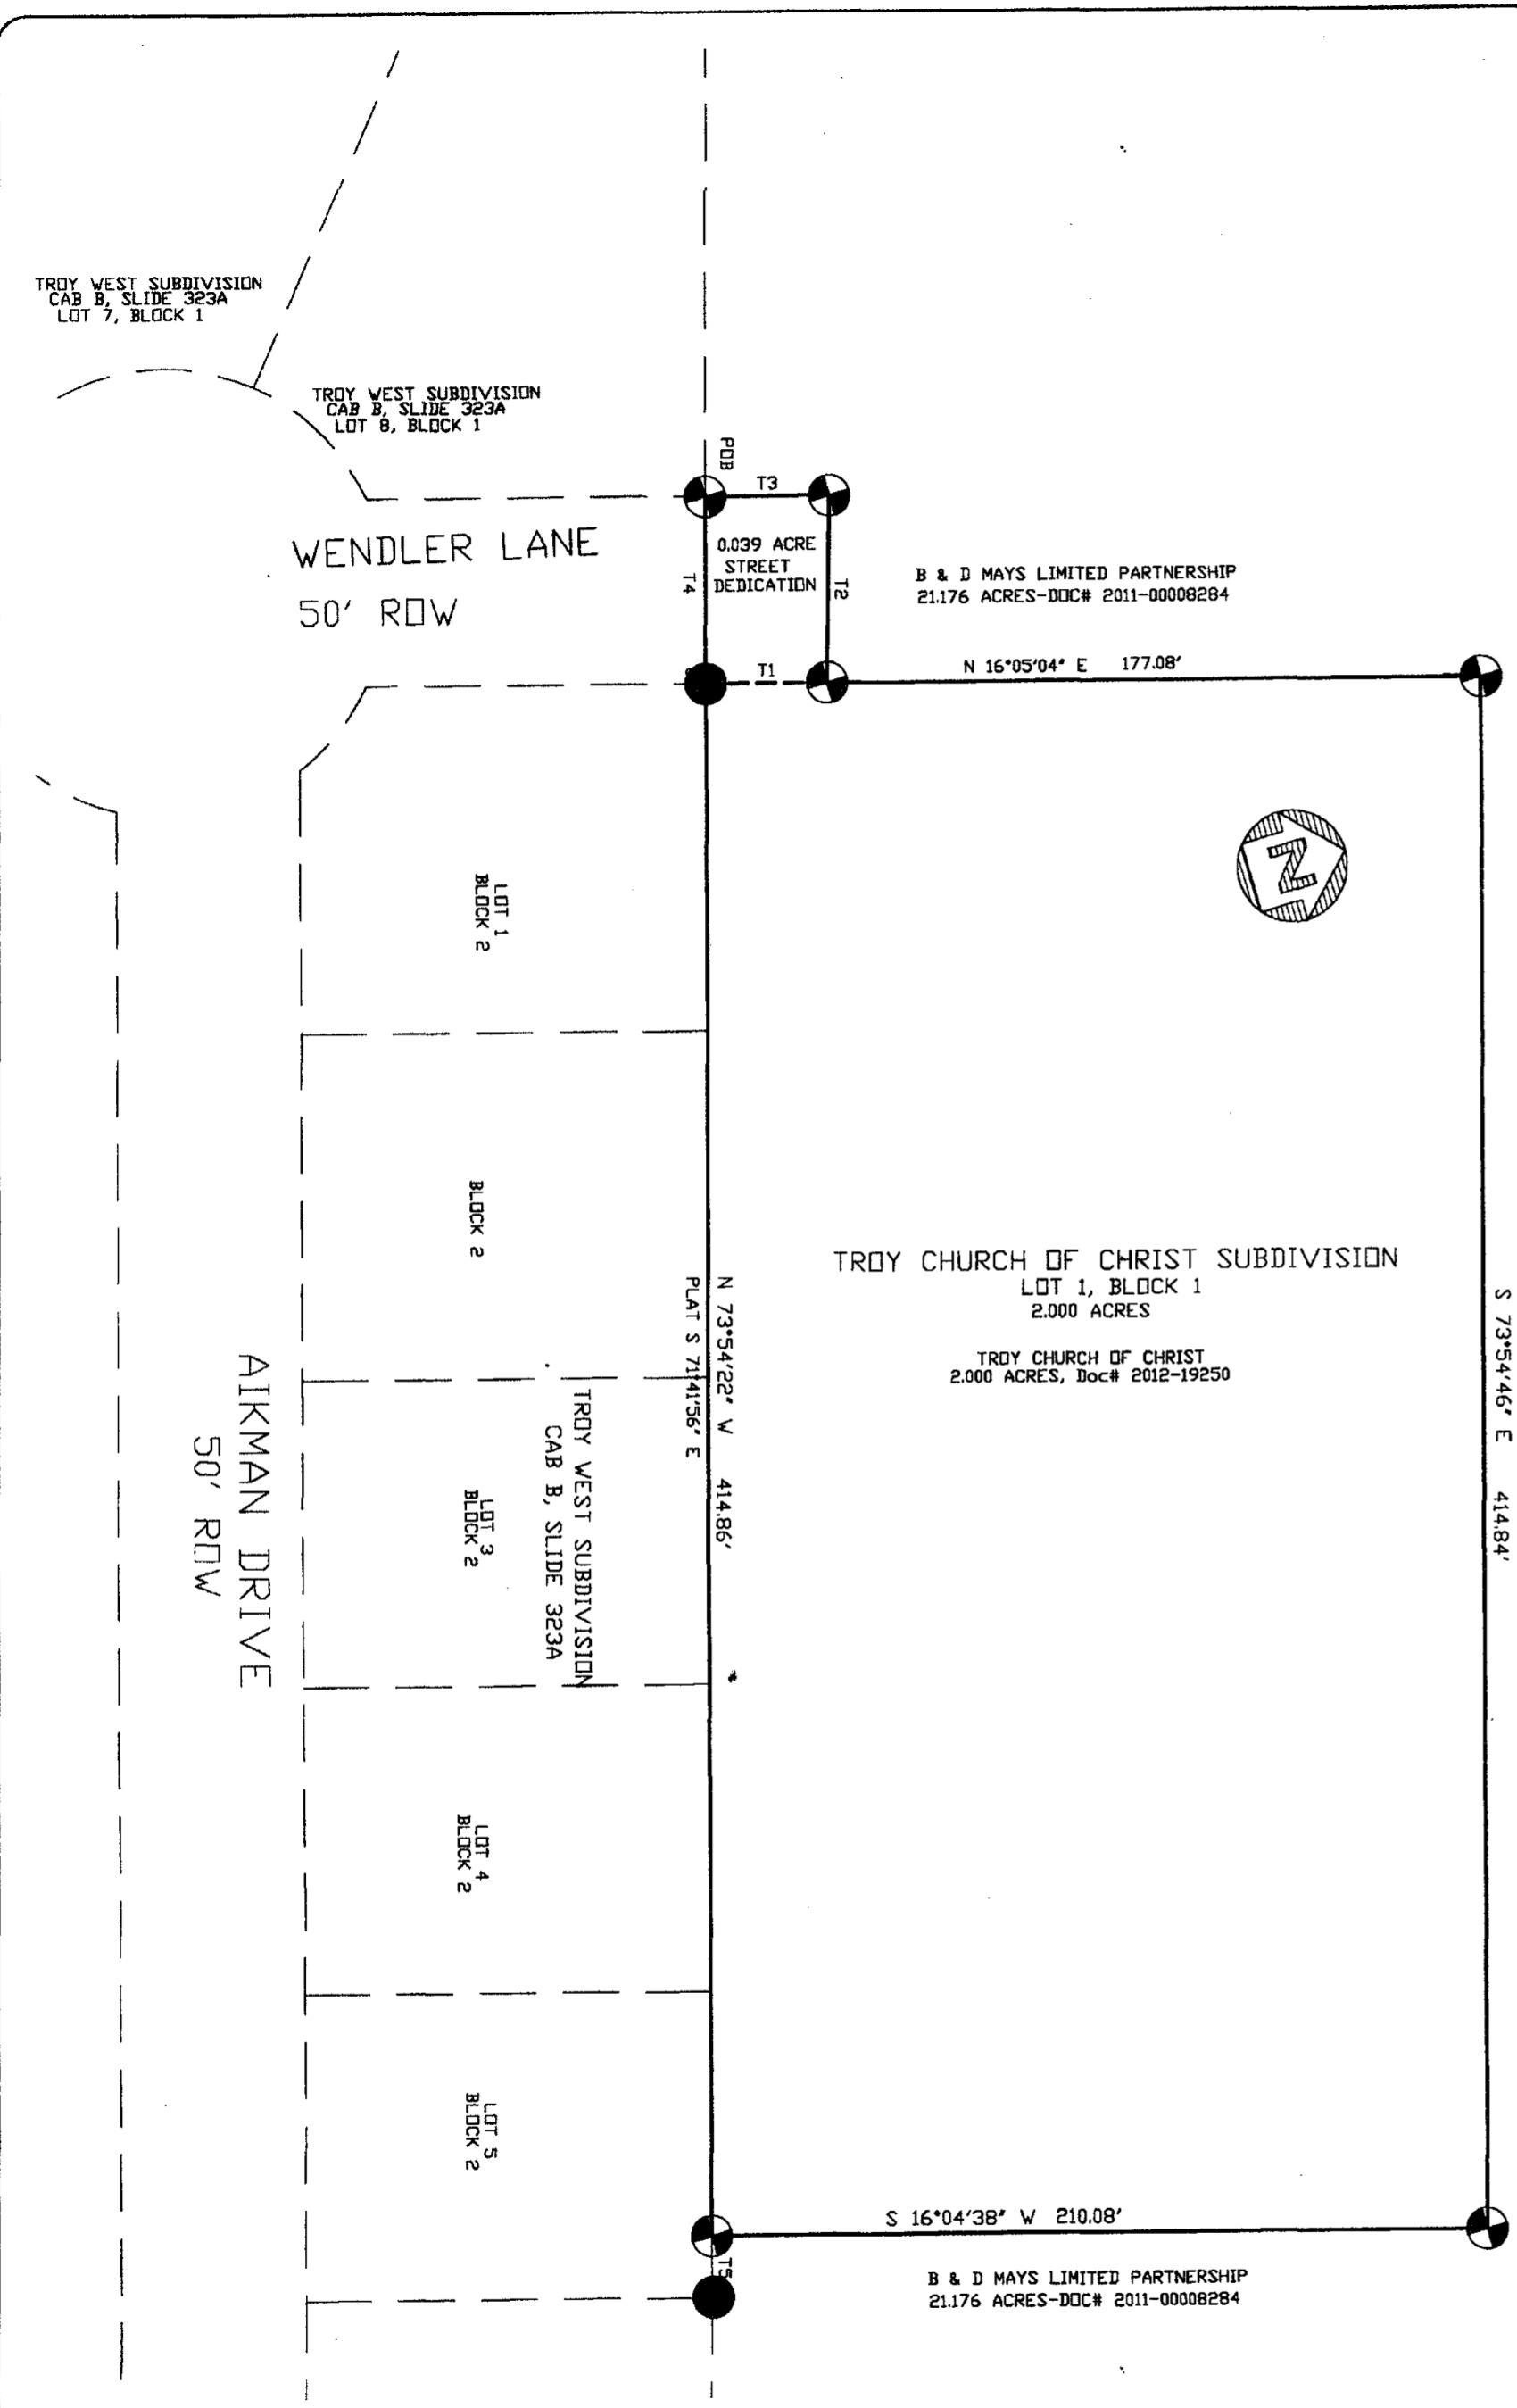 TROY WEST SUBDIVISION
CAB B, SLIDE 323A
LOT 7, BLOCK 1
TROY WEST SUBDIVISION
CAB B, SLIDE 323A
LOT 8, BLOCK 1
POB
T3
WENDLER LANE
50' ROW
0.039 ACRE
STREET
DEDICATION
T4
T2
T1
B & D MAYS LIMITED PARTNERSHIP
21.176 ACRES-DOC# 2011-00008284
N 16°05'04" E 177.08'
N
LOT 1
BLOCK 2
BLOCK 2
N 73°54'22" W 414.86'
PLAT S 71°41'56" E
TROY CHURCH OF CHRIST SUBDIVISION
LOT 1, BLOCK 1
2.000 ACRES
TROY CHURCH OF CHRIST
2.000 ACRES, Doc# 2012-19250
S 73°54'46" E 414.84'
AIKMAN DRIVE
50' ROW
TROY WEST SUBDIVISION
CAB B, SLIDE 323A
LOT 3
BLOCK 2
LOT 4
BLOCK 2
LOT 5
BLOCK 2
S 16°04'38" W 210.08'
T5
B & D MAYS LIMITED PARTNERSHIP
21.176 ACRES-DOC# 2011-00008284